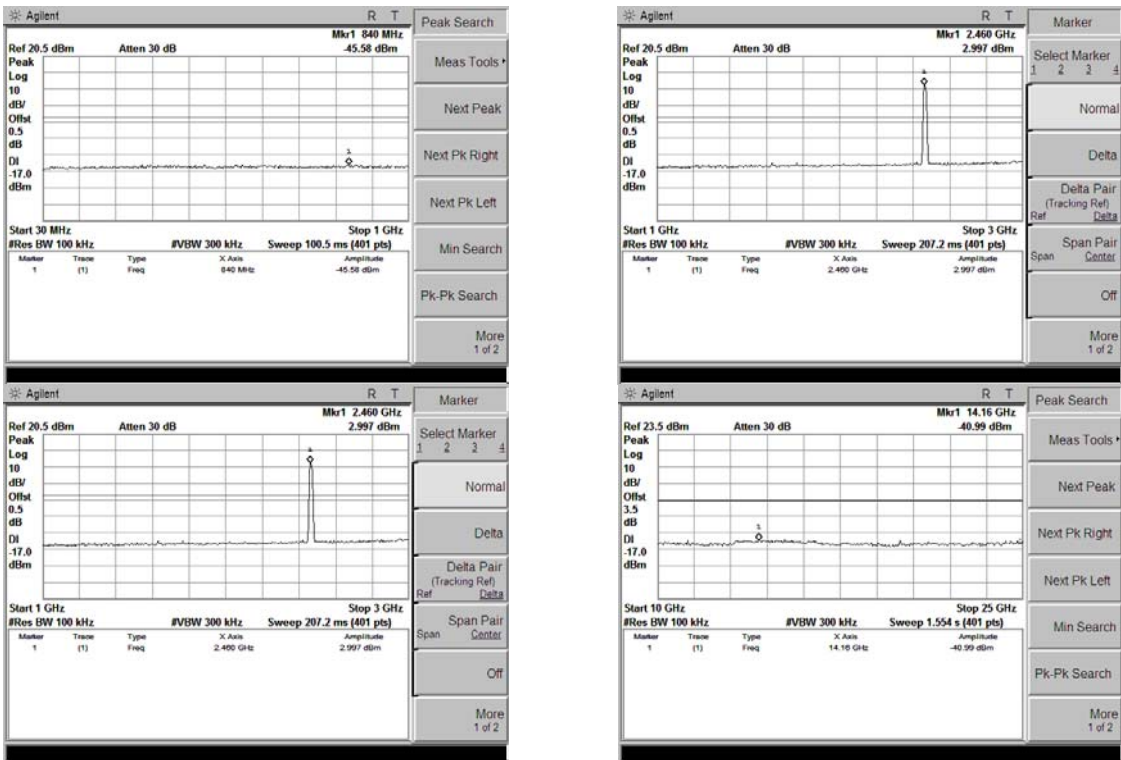 Agilent R T
Peak Search
Mkr1 840 MHz
Ref 20.5 dBm Atten 30 dB -45.58 dBm
Peak
Log
10
dB/
Offst
0.5
dB
DI
-17.0
dBm
1
Start 30 MHz Stop 1 GHz
#Res BW 100 kHz #VBW 300 kHz Sweep 100.5 ms (401 pts)
Marker Trace Type X Axis Amplitude
1 (1) Freq 840 MHz -45.58 dBm
Meas Tools
Next Peak
Next Pk Right
Next Pk Left
Min Search
Pk-Pk Search
More
1 of 2
Agilent R T
Marker
Mkr1 2.460 GHz
Ref 20.5 dBm Atten 30 dB 2.997 dBm
Peak
Log
10
dB/
Offst
0.5
dB
DI
-17.0
dBm
1
Start 1 GHz Stop 3 GHz
#Res BW 100 kHz #VBW 300 kHz Sweep 207.2 ms (401 pts)
Marker Trace Type X Axis Amplitude
1 (1) Freq 2.460 GHz 2.997 dBm
Select Marker
1 2 3 4
Normal
Delta
Delta Pair
(Tracking Ref)
Ref Delta
Span Pair
Span Center
Off
More
1 of 2
Agilent R T
Marker
Mkr1 2.460 GHz
Ref 20.5 dBm Atten 30 dB 2.997 dBm
Peak
Log
10
dB/
Offst
0.5
dB
DI
-17.0
dBm
1
Start 1 GHz Stop 3 GHz
#Res BW 100 kHz #VBW 300 kHz Sweep 207.2 ms (401 pts)
Marker Trace Type X Axis Amplitude
1 (1) Freq 2.460 GHz 2.997 dBm
Select Marker
1 2 3 4
Normal
Delta
Delta Pair
(Tracking Ref)
Ref Delta
Span Pair
Span Center
Off
More
1 of 2
Agilent R T
Peak Search
Mkr1 14.16 GHz
Ref 23.5 dBm Atten 30 dB -40.99 dBm
Peak
Log
10
dB/
Offst
3.5
dB
DI
-17.0
dBm
1
Start 10 GHz Stop 25 GHz
#Res BW 100 kHz #VBW 300 kHz Sweep 1.554 s (401 pts)
Marker Trace Type X Axis Amplitude
1 (1) Freq 14.16 GHz -40.99 dBm
Meas Tools
Next Peak
Next Pk Right
Next Pk Left
Min Search
Pk-Pk Search
More
1 of 2